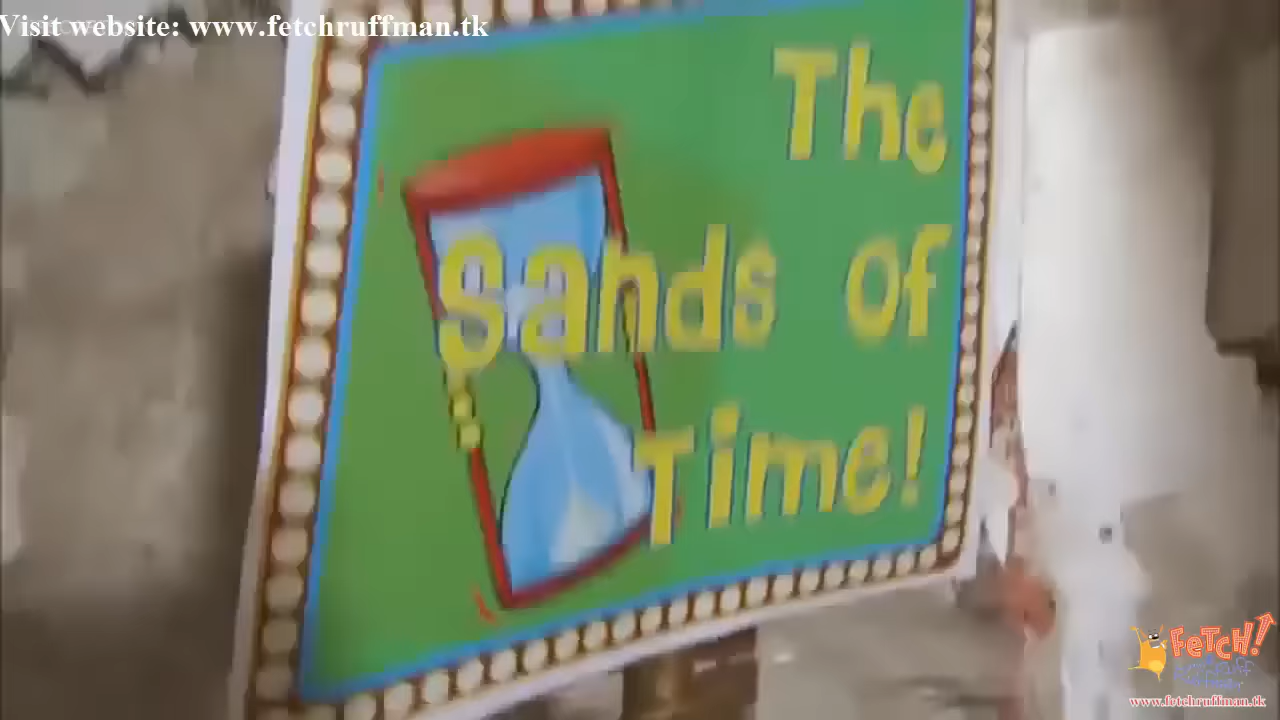 Visit website: www.fetchruffman.tk
The
Sands of
Time!
FETCH!
www.fetchruffman.tk